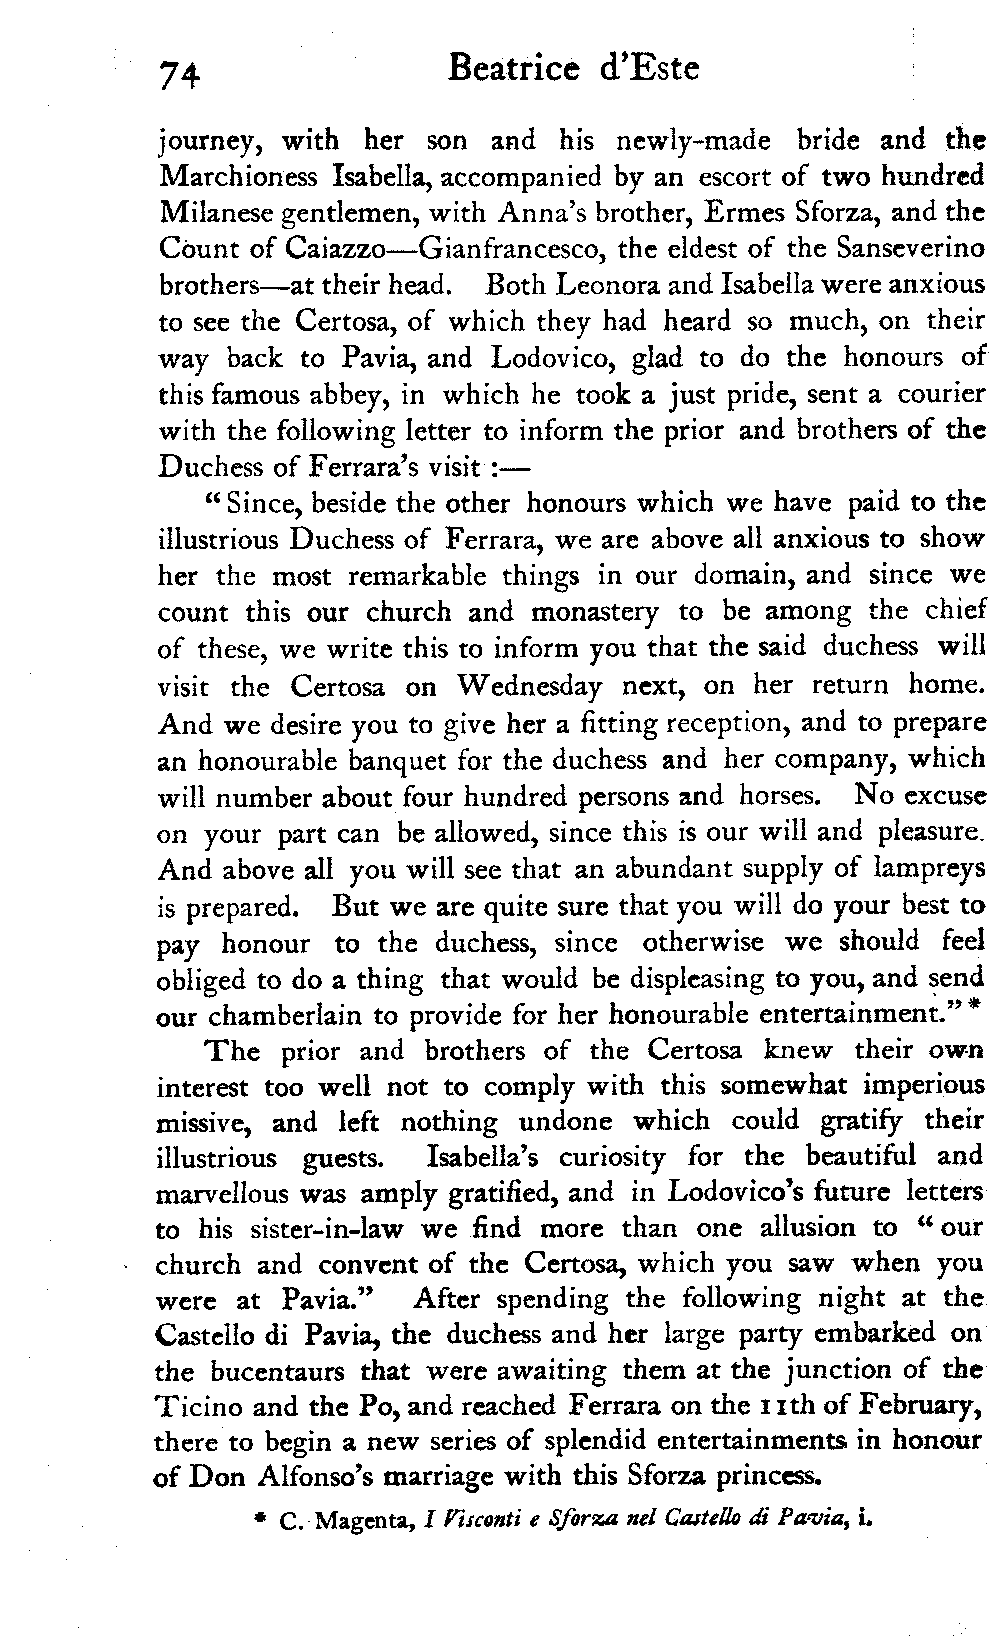 74 Beatrice d'Este
journey, with her son and his newly-made bride and the
Marchioness Isabella, accompanied by an escort of two hundred
Milanese gentlemen, with Anna's brother, Ermes Sforza, and the
Count of Caiazzo—Gianfrancesco, the eldest of the Sanseverino
brothers—at their head. Both Leonora and Isabella were anxious
to see the Certosa, of which they had heard so much, on their
way back to Pavia, and Lodovico, glad to do the honours of
this famous abbey, in which he took a just pride, sent a courier
with the following letter to inform the prior and brothers of the
Duchess of Ferrara's visit :—
“ Since, beside the other honours which we have paid to the
illustrious Duchess of Ferrara, we are above all anxious to show
her the most remarkable things in our domain, and since we
count this our church and monastery to be among the chief
of these, we write this to inform you that the said duchess will
visit the Certosa on Wednesday next, on her return home.
And we desire you to give her a fitting reception, and to prepare
an honourable banquet for the duchess and her company, which
will number about four hundred persons and horses. No excuse
on your part can be allowed, since this is our will and pleasure.
And above all you will see that an abundant supply of lampreys
is prepared. But we are quite sure that you will do your best to
pay honour to the duchess, since otherwise we should feel
obliged to do a thing that would be displeasing to you, and send
our chamberlain to provide for her honourable entertainment.” *
The prior and brothers of the Certosa knew their own
interest too well not to comply with this somewhat imperious
missive, and left nothing undone which could gratify their
illustrious guests. Isabella's curiosity for the beautiful and
marvellous was amply gratified, and in Lodovico's future letters
to his sister-in-law we find more than one allusion to “ our
church and convent of the Certosa, which you saw when you
were at Pavia.” After spending the following night at the
Castello di Pavia, the duchess and her large party embarked on
the bucentaurs that were awaiting them at the junction of the
Ticino and the Po, and reached Ferrara on the 11th of February,
there to begin a new series of splendid entertainments in honour
of Don Alfonso's marriage with this Sforza princess.
* C. Magenta, I Visconti e Sforza nel Castello di Pavia, i.